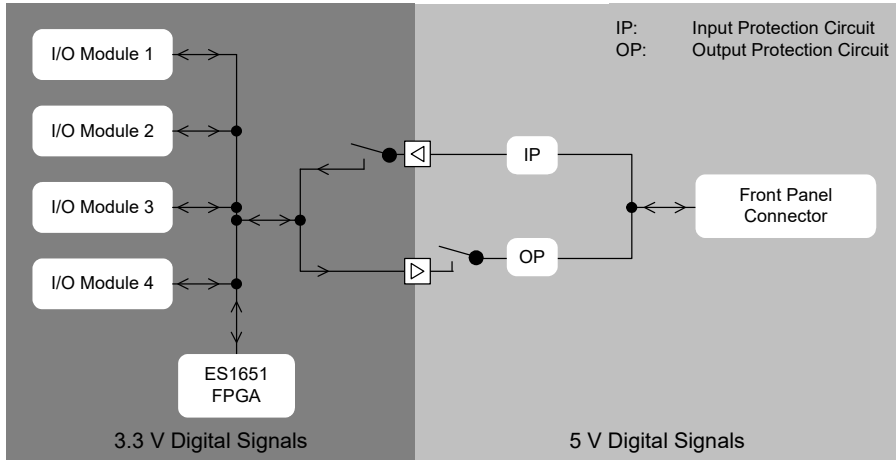 IP: Input Protection Circuit
OP: Output Protection Circuit
I/O Module 1
I/O Module 2
I/O Module 3
I/O Module 4
IP
OP
Front Panel
Connector
ES1651
FPGA
3.3 V Digital Signals
5 V Digital Signals